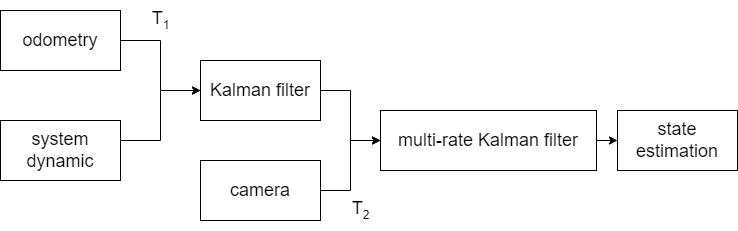 T₁
odometry
Kalman filter
system
dynamic
multi-rate Kalman filter
state
estimation
camera
T₂